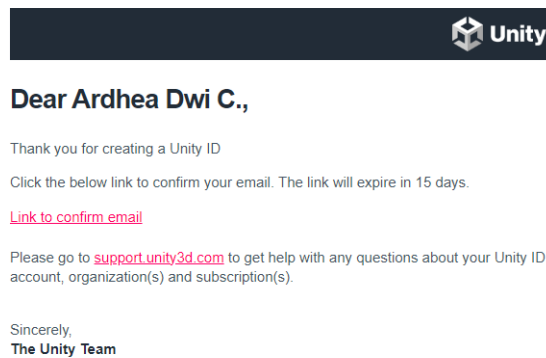 Unity
Dear Ardhea Dwi C.,
Thank you for creating a Unity ID
Click the below link to confirm your email. The link will expire in 15 days.
Link to confirm email
Please go to support.unity3d.com to get help with any questions about your Unity ID
account, organization(s) and subscription(s).
Sincerely,
The Unity Team